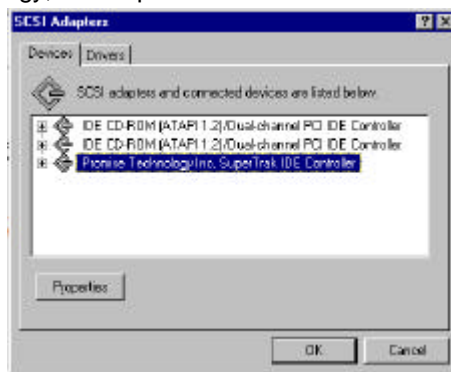 gy,
SCSI Adapters
Devices Drivers
SCSI adapters and connected devices are listed below.
IDE CD-ROM (ATAPI 1.2)/Dual-channel PCI IDE Controller
IDE CD-ROM (ATAPI 1.2)/Dual-channel PCI IDE Controller
Promise Technology Inc. SuperTrak IDE Controller
Properties
OK Cancel